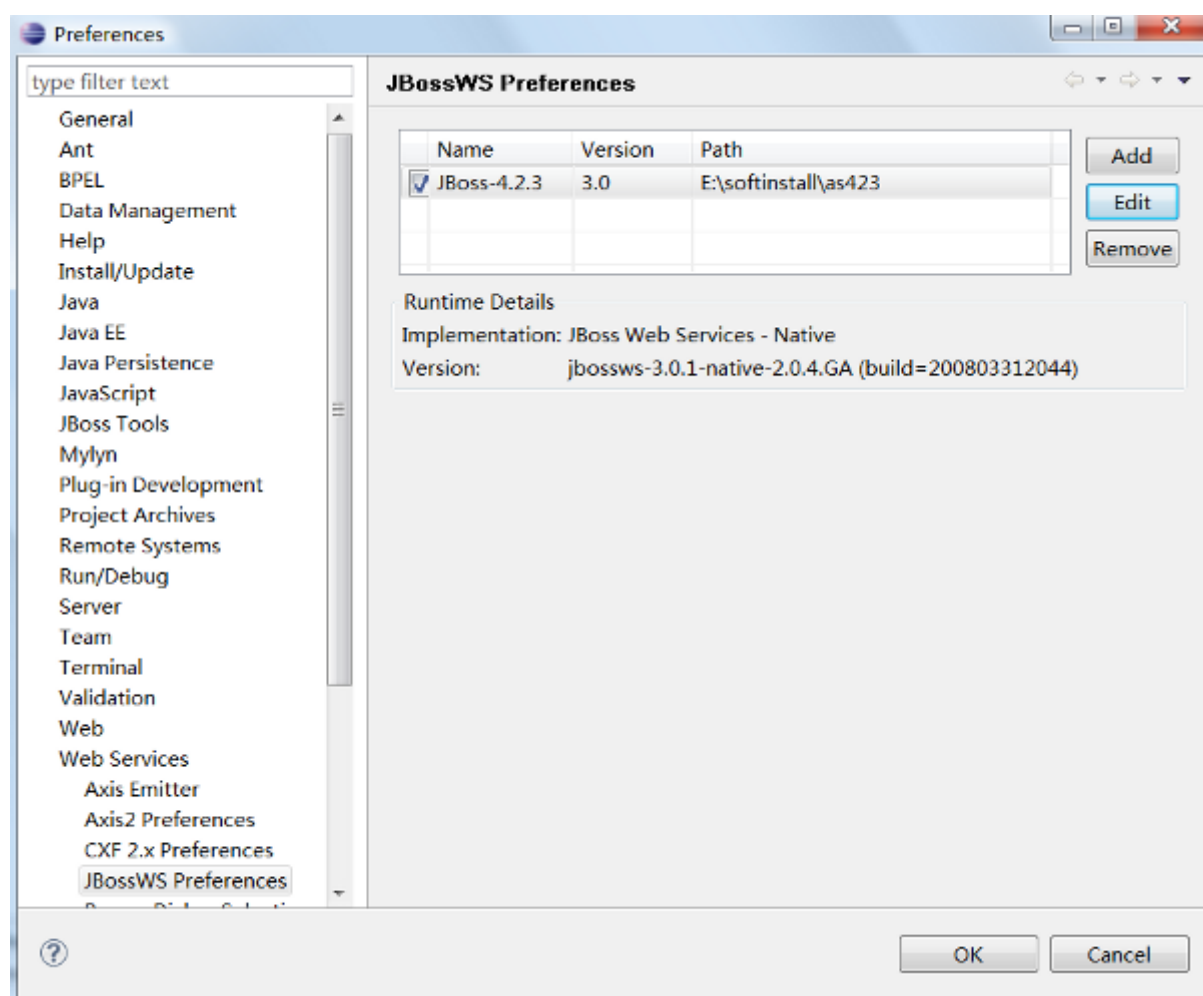 Preferences
type filter text
General
Ant
BPEL
Data Management
Help
Install/Update
Java
Java EE
Java Persistence
JavaScript
JBoss Tools
Mylyn
Plug-in Development
Project Archives
Remote Systems
Run/Debug
Server
Team
Terminal
Validation
Web
Web Services
Axis Emitter
Axis2 Preferences
CXF 2.x Preferences
JBossWS Preferences
JBossWS Preferences
Name Version Path
JBoss-4.2.3 3.0 E:\softinstall\as423
Add
Edit
Remove
Runtime Details
Implementation: JBoss Web Services - Native
Version: jbossws-3.0.1-native-2.0.4.GA (build=200803312044)
OK
Cancel